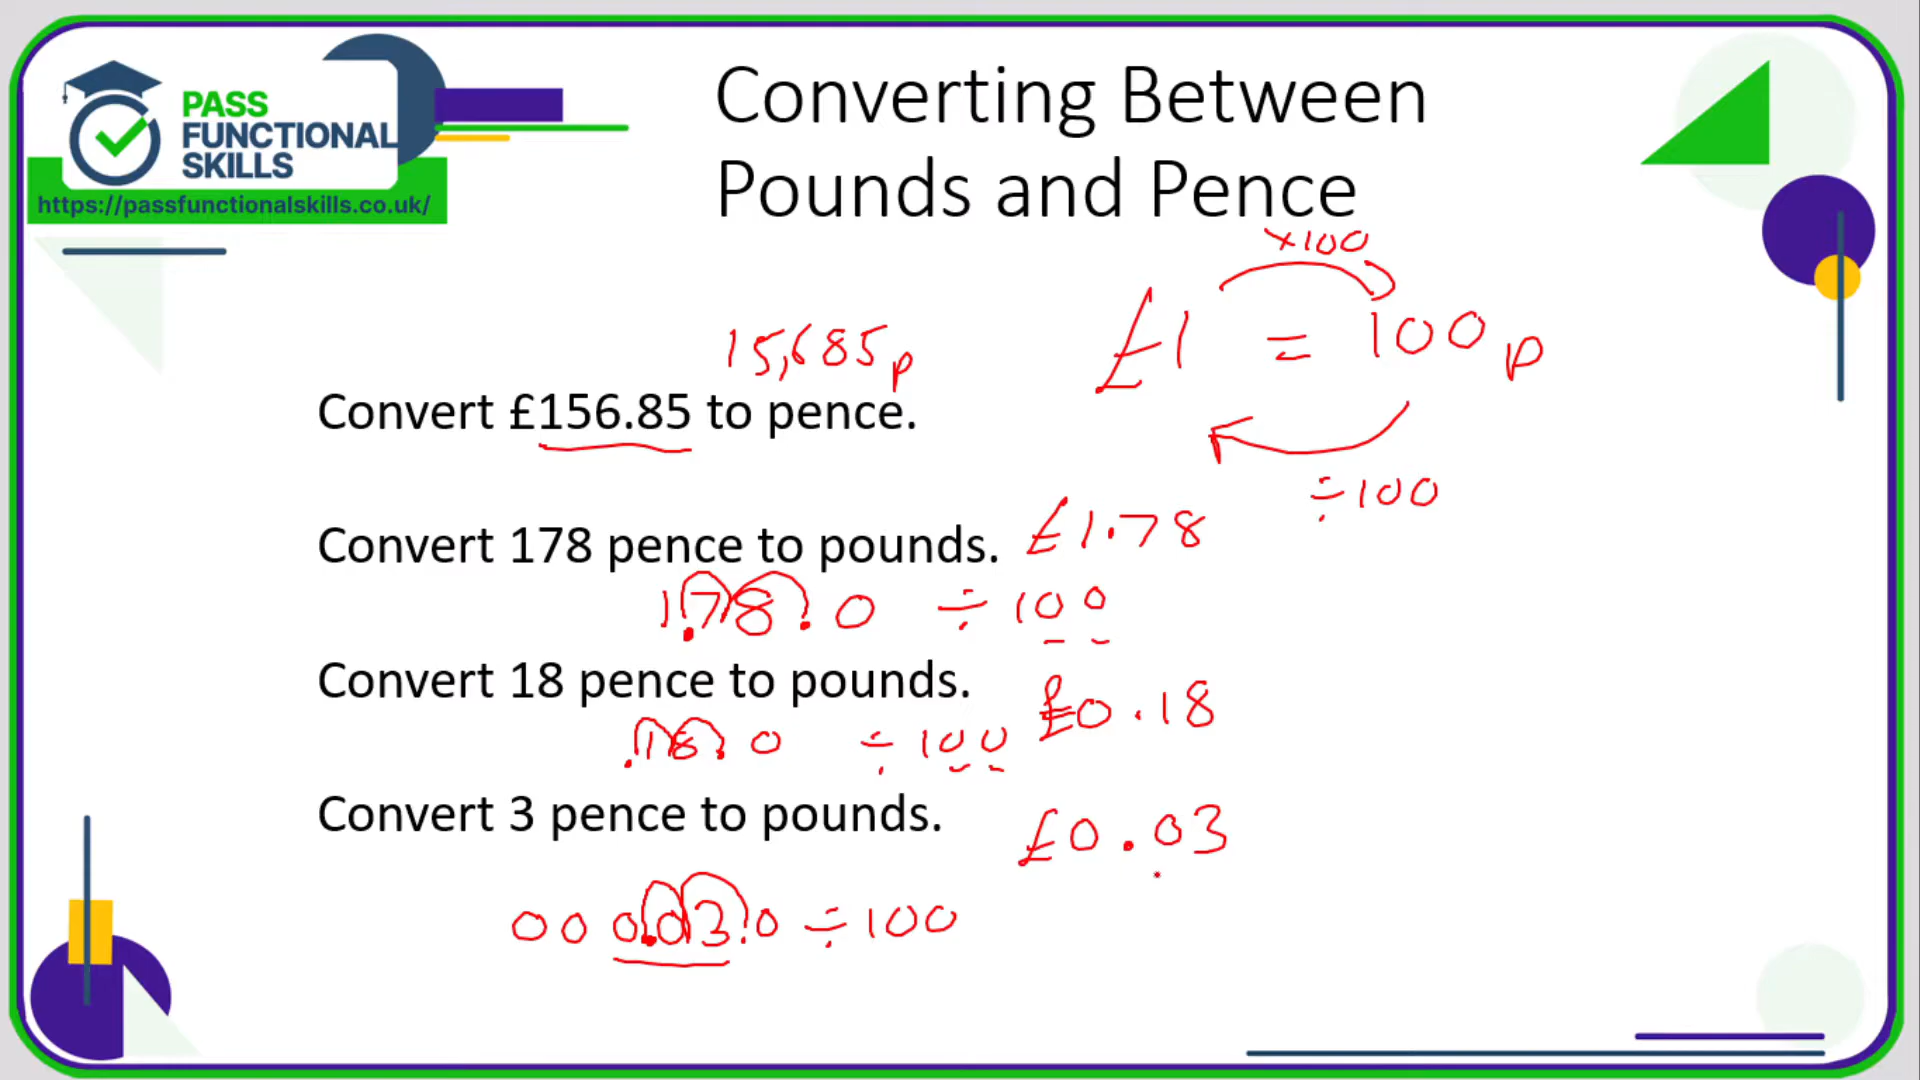 PASS
FUNCTIONAL
SKILLS
https://passfunctionalskills.co.uk/
Converting Between
Pounds and Pence
×100
£1 = 100p
÷100
15,685p
Convert £156.85 to pence.
Convert 178 pence to pounds. £1.78
1.78.0 ÷ 100
Convert 18 pence to pounds. £0.18
.18.0 ÷ 100
Convert 3 pence to pounds. £0.03
000.03.0 ÷ 100